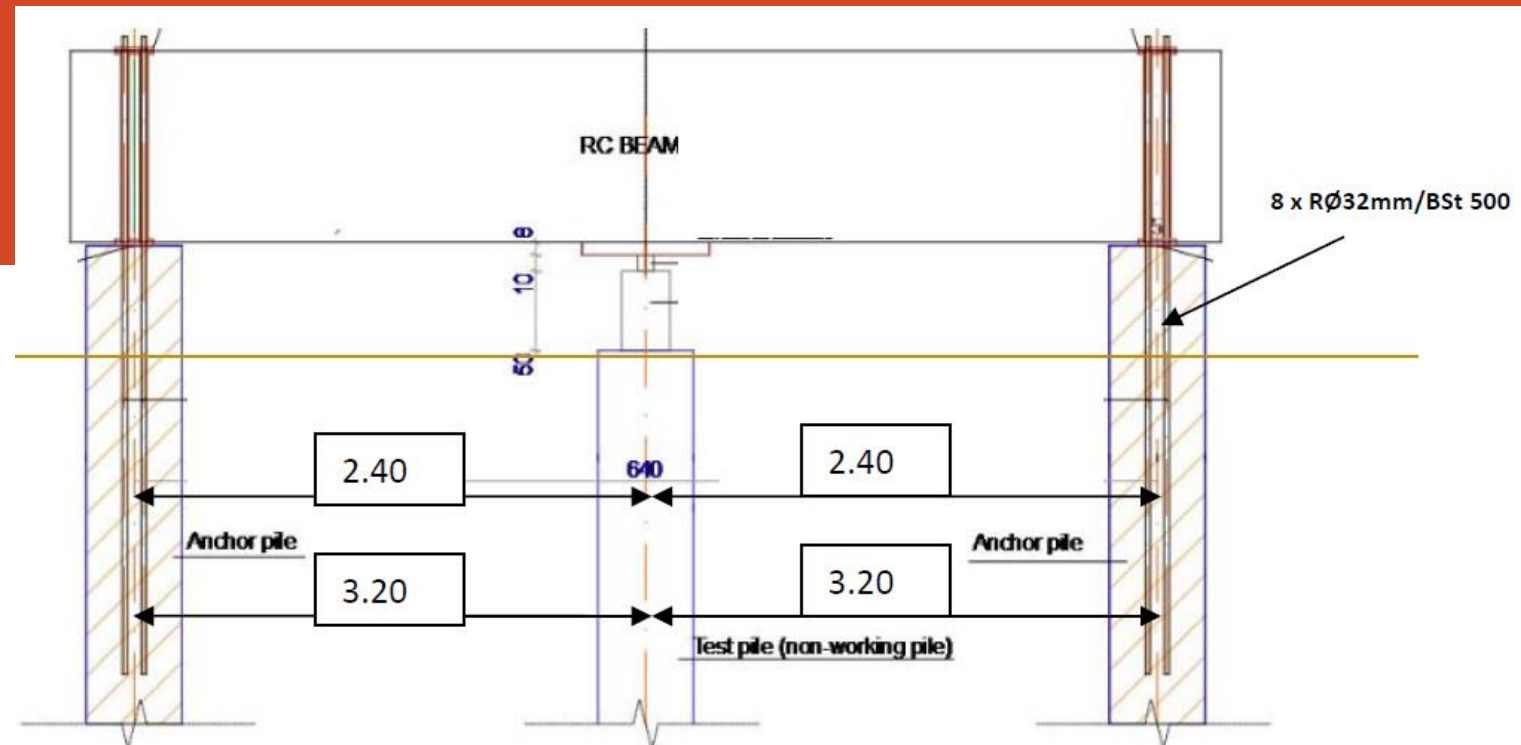 RC BEAM
8 x RØ32mm/BSt 500
10
50
2.40
640
2.40
Anchor pile
Anchor pile
3.20
3.20
Test pile (non-working pile)